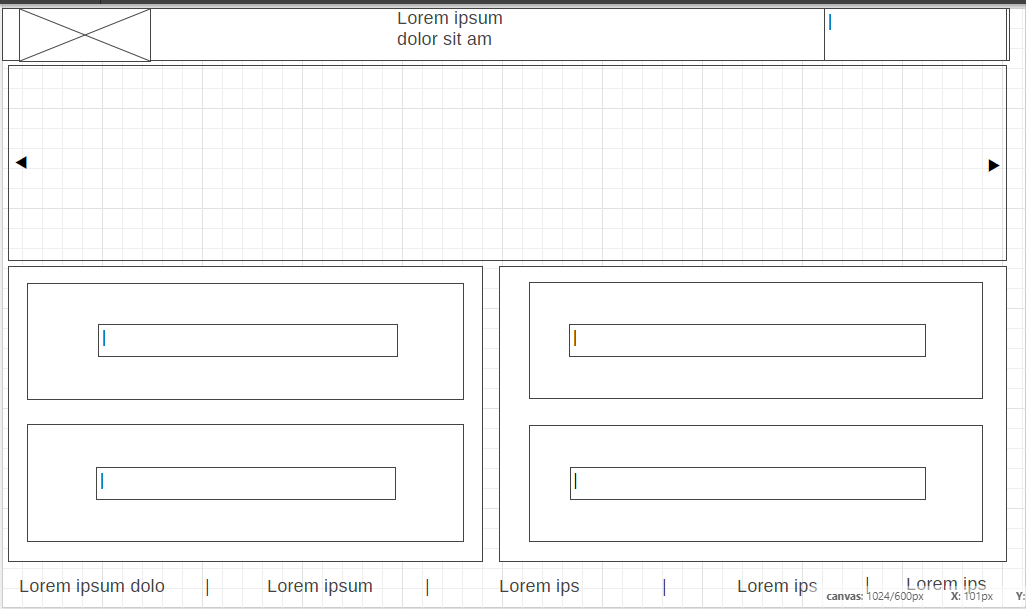 Lorem ipsum
dolor sit am
Lorem ipsum dolo | Lorem ipsum | Lorem ips | Lorem ips | Lorem ips
canvas: 1024/600px X: 101px Y: